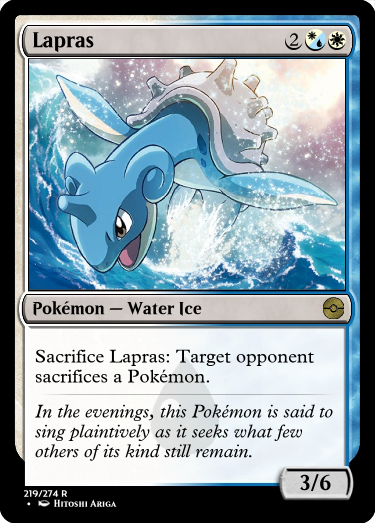 Lapras 2
Pokémon — Water Ice
Sacrifice Lapras: Target opponent
sacrifices a Pokémon.
In the evenings, this Pokémon is said to
sing plaintively as it seeks what few
others of its kind still remain.
3/6
219/274 R
• Hitoshi Ariga